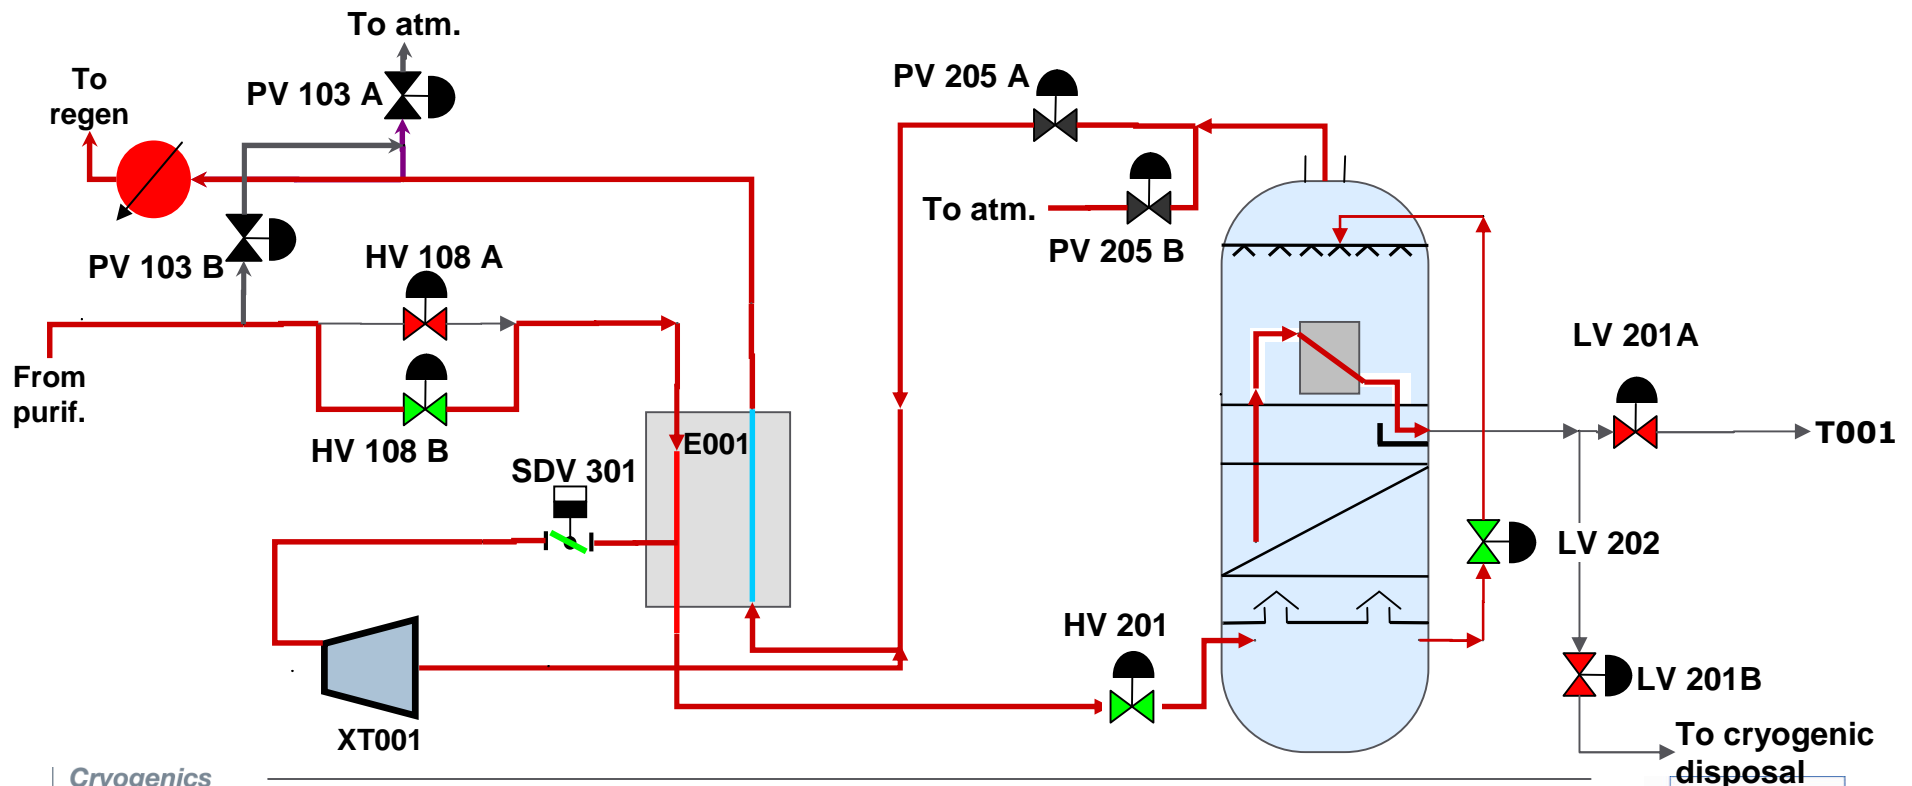 To atm.
To
regen
PV 103 A
PV 205 A
To atm.
PV 205 B
PV 103 B
HV 108 A
From
purif.
HV 108 B
E001
SDV 301
LV 201A
T001
LV 202
HV 201
LV 201B
XT001
To cryogenic
disposal
Cryogenics